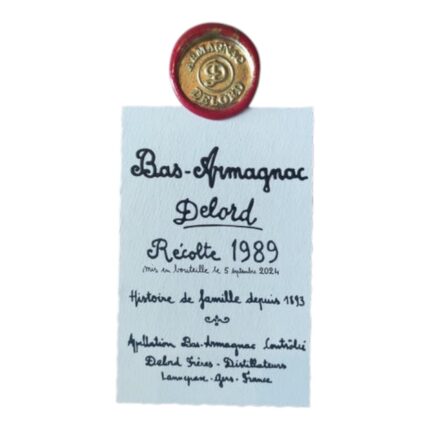 ARMAGNAC
D
DELORD
Bas-Armagnac
Delord
Récolte 1989
mis en bouteille le 5 septembre 2024
Histoire de famille depuis 1893
Appellation Bas-Armagnac Contrôlée
Delord Frères - Distillateurs
Lannepax - Gers - France